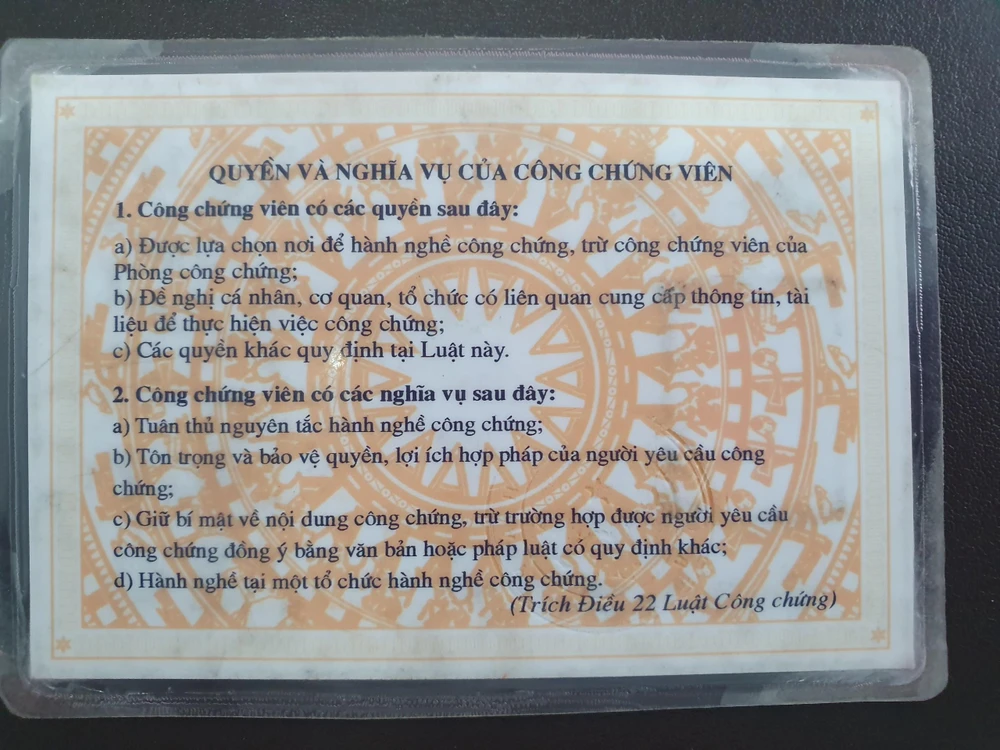 QUYỀN VÀ NGHĨA VỤ CỦA CÔNG CHỨNG VIÊN
1. Công chứng viên có các quyền sau đây:
a) Được lựa chọn nơi để hành nghề công chứng, trừ công chứng viên của
Phòng công chứng;
b) Đề nghị cá nhân, cơ quan, tổ chức có liên quan cung cấp thông tin, tài
liệu để thực hiện việc công chứng;
c) Các quyền khác quy định tại Luật này.
2. Công chứng viên có các nghĩa vụ sau đây:
a) Tuân thủ nguyên tắc hành nghề công chứng;
b) Tôn trọng và bảo vệ quyền, lợi ích hợp pháp của người yêu cầu công
chứng;
c) Giữ bí mật về nội dung công chứng, trừ trường hợp được người yêu cầu
công chứng đồng ý bằng văn bản hoặc pháp luật có quy định khác;
d) Hành nghề tại một tổ chức hành nghề công chứng.
(Trích Điều 22 Luật Công chứng)